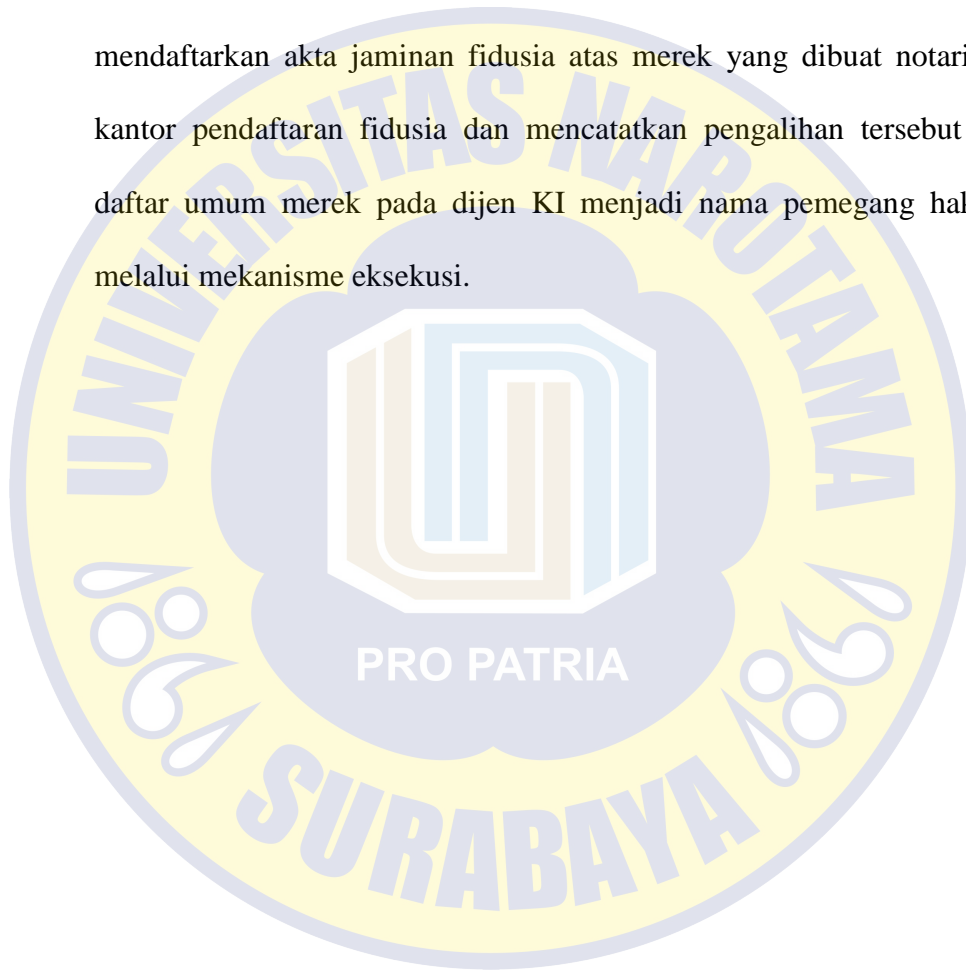 mendaftarkan akta jaminan fidusia atas merek yang dibuat notari
kantor pendaftaran fidusia dan mencatatkan pengalihan tersebut
daftar umum merek pada dijen KI menjadi nama pemegang hak
melalui mekanisme eksekusi.
UNIVERSITAS NAROTAMA
PRO PATRIA
SURABAYA